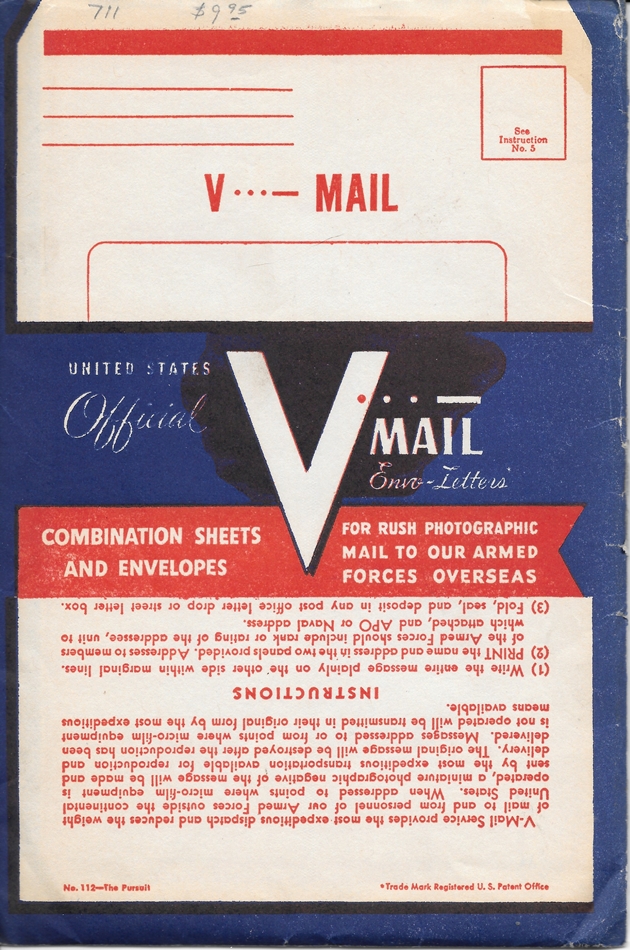 711 $9 95
See
Instruction
No. 5
V ···— MAIL
UNITED STATES
Official
V···—MAIL
Envo-Letters
COMBINATION SHEETS
AND ENVELOPES
FOR RUSH PHOTOGRAPHIC
MAIL TO OUR ARMED
FORCES OVERSEAS
V-Mail Service provides the most expeditious dispatch and reduces the weight
of mail to and from personnel of our Armed Forces outside the continental
United States. When addressed to points where micro-film equipment is
operated, a miniature photographic negative of the message will be made and
sent by the most expeditious transportation available for reproduction and
delivery. The original message will be destroyed after the reproduction has been
delivered. Messages addressed to or from points where micro-film equipment
is not operated will be transmitted in their original form by the most expeditious
means available.
INSTRUCTIONS
(1) Write the entire message plainly on the other side within marginal lines.
(2) PRINT the name and address in the two panels provided. Addresses to members
of the Armed Forces should include rank or rating of the addressee, unit to
which attached, and APO or Naval address.
(3) Fold, seal, and deposit in any post office letter drop or street letter box.
No. 112—The Pursuit
*Trade Mark Registered U. S. Patent Office